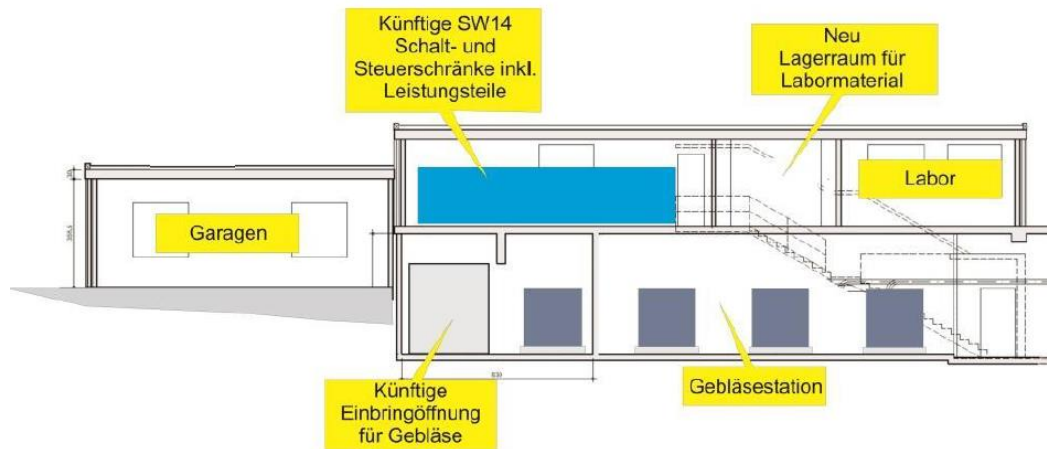 Künftige SW14
Schalt- und
Steuerschränke inkl.
Leistungsteile
Neu
Lagerraum für
Labormaterial
Labor
Garagen
Künftige
Einbringöffnung
für Gebläse
Gebläsestation